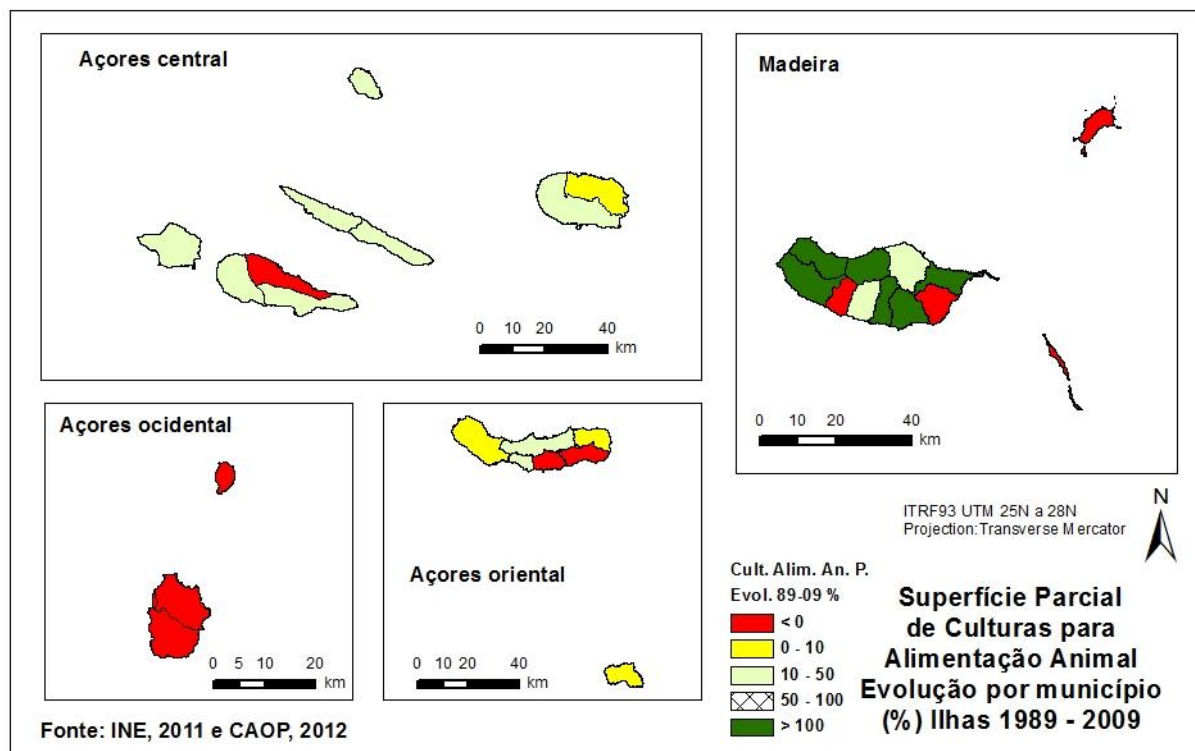 Açores central
0 10 20 40
km
Madeira
0 10 20 40
km
Açores ocidental
0 5 10 20
km
Açores oriental
0 10 20 40
km
ITRF93 UTM 25N a 28N
Projection:Transverse Mercator
N
Cult. Alim. An. P.
Evol. 89-09 %
< 0
0 - 10
10 - 50
50 - 100
> 100
Superfície Parcial
de Culturas para
Alimentação Animal
Evolução por município
(%) Ilhas 1989 - 2009
Fonte: INE, 2011 e CAOP, 2012